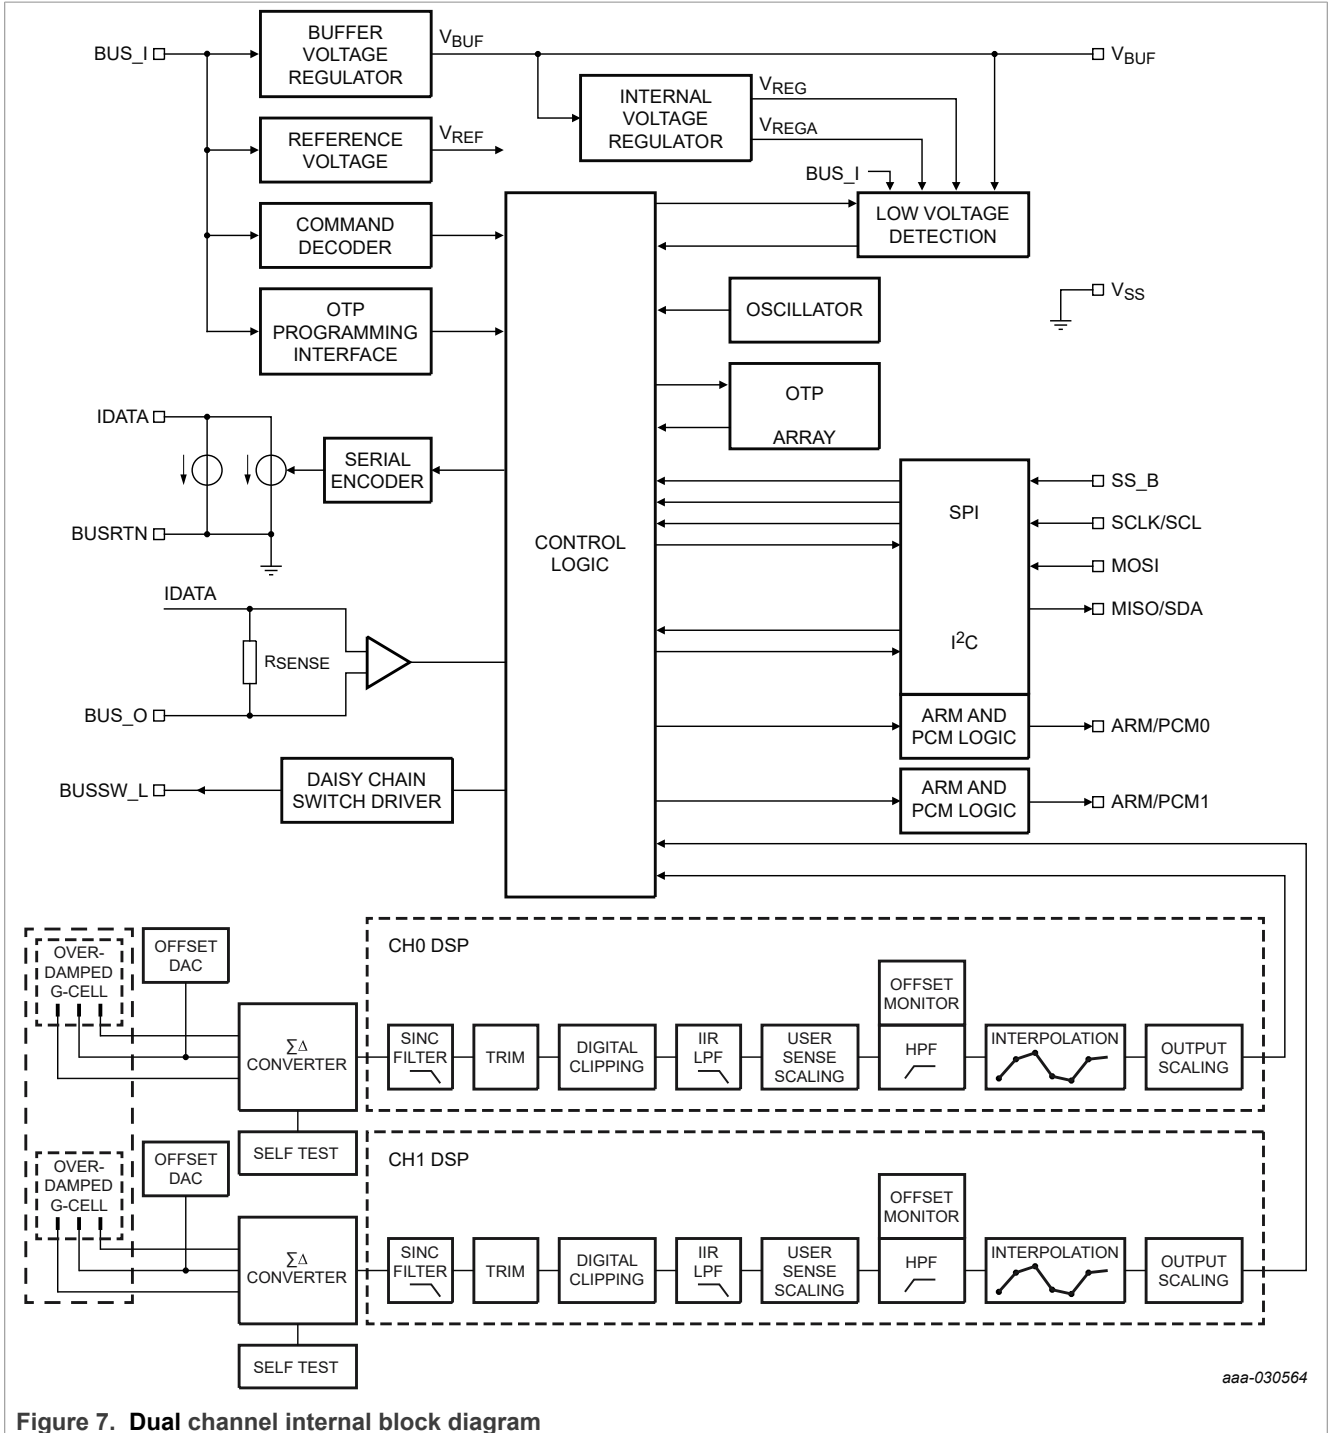 BUS_I
BUFFER
VOLTAGE
REGULATOR
VBUF
VBUF
INTERNAL
VOLTAGE
REGULATOR
VREG
VREGA
REFERENCE
VOLTAGE
VREF
BUS_I
LOW VOLTAGE
DETECTION
COMMAND
DECODER
OTP
PROGRAMMING
INTERFACE
OSCILLATOR
VSS
OTP
ARRAY
IDATA
SERIAL
ENCODER
BUSRTN
CONTROL
LOGIC
SPI
I2C
SS_B
SCLK/SCL
MOSI
MISO/SDA
IDATA
RSENSE
BUS_O
ARM AND
PCM LOGIC
ARM/PCM0
BUSSW_L
DAISY CHAIN
SWITCH DRIVER
ARM AND
PCM LOGIC
ARM/PCM1
OVER-
DAMPED
G-CELL
OFFSET
DAC
Σ∆
CONVERTER
SELF TEST
CH0 DSP
SINC
FILTER
TRIM
DIGITAL
CLIPPING
IIR
LPF
USER
SENSE
SCALING
OFFSET
MONITOR
HPF
INTERPOLATION
OUTPUT
SCALING
OVER-
DAMPED
G-CELL
OFFSET
DAC
Σ∆
CONVERTER
SELF TEST
CH1 DSP
SINC
FILTER
TRIM
DIGITAL
CLIPPING
IIR
LPF
USER
SENSE
SCALING
OFFSET
MONITOR
HPF
INTERPOLATION
OUTPUT
SCALING
aaa-030564
Figure 7. Dual channel internal block diagram